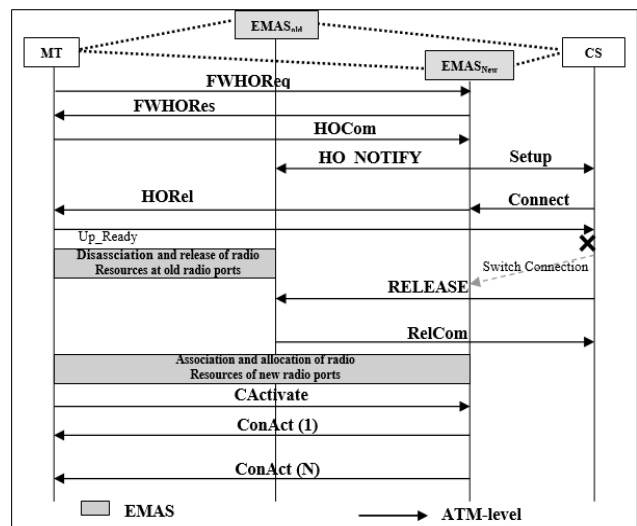 EMASold
MT
EMASNew
CS
FWHOReq
FWHORes
HOCom
HO_NOTIFY Setup
HORel Connect
Up_Ready
Disassciation and release of radio
Resources at old radio ports
Switch Connection
RELEASE
RelCom
Association and allocation of radio
Resources of new radio ports
CActivate
ConAct (1)
ConAct (N)
EMAS ATM-level